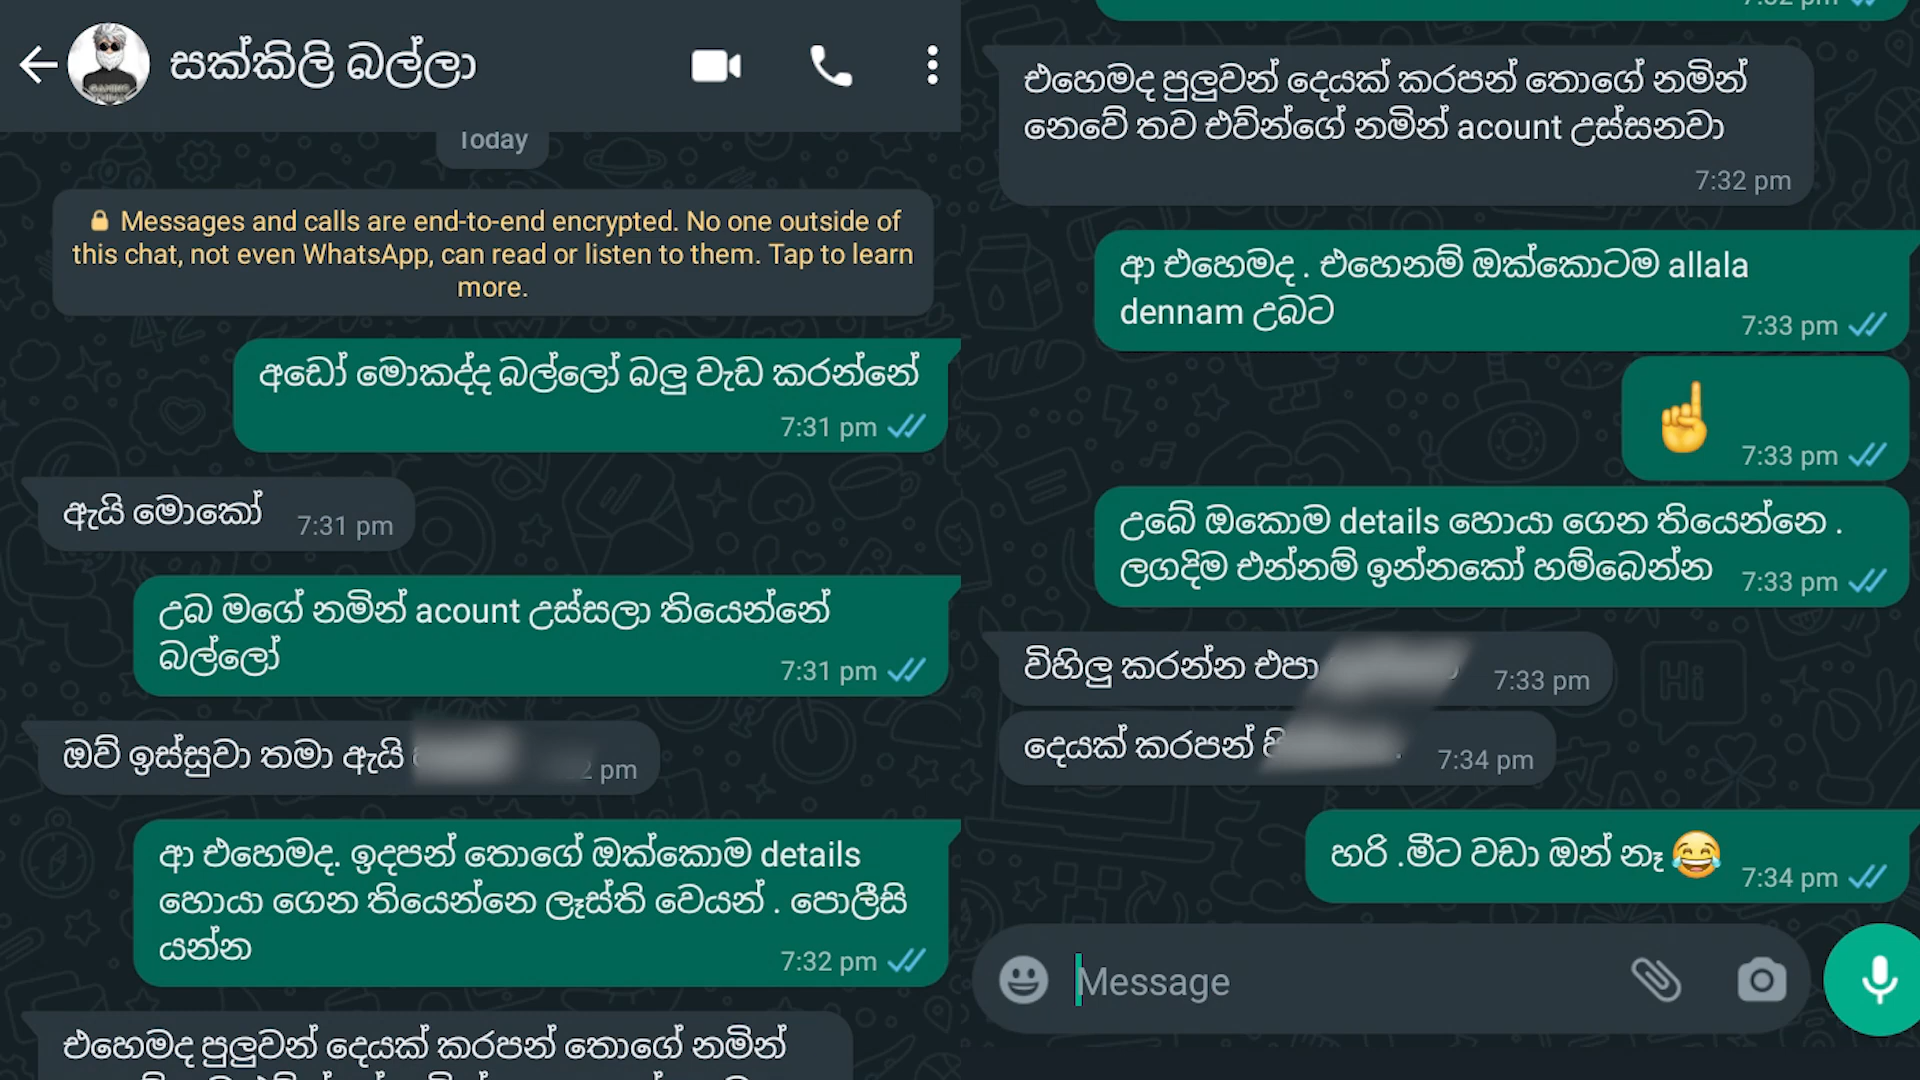 සක්කිලි බල්ලා
Today
Messages and calls are end-to-end encrypted. No one outside of
this chat, not even WhatsApp, can read or listen to them. Tap to learn
more.
අඩෝ මොකද්ද බල්ලෝ බලු වැඩ කරන්නේ
7:31 pm
ඇයි මොකෝ 7:31 pm
උබ මගේ නමින් acount උස්සලා තියෙන්නේ
බල්ලෝ
7:31 pm
ඔව් ඉස්සුවා තමා ඇයි
2 pm
ආ එහෙමද. ඉදපන් තොගේ ඔක්කොම details
හොයා ගෙන තියෙන්නෙ ලෑස්ති වෙයන් . පොලීසි
යන්න
7:32 pm
එහෙමද පුලුවන් දෙයක් කරපන් තොගේ නමින්
එහෙමද පුලුවන් දෙයක් කරපන් තොගේ නමින්
නෙවේ තව එව්න්ගේ නමින් acount උස්සනවා
7:32 pm
ආ එහෙමද . එහෙනම් ඔක්කොටම allala
dennam උබට
7:33 pm
☝
7:33 pm
උබේ ඔකොම details හොයා ගෙන තියෙන්නෙ .
ලගදිම එන්නම් ඉන්නකෝ හම්බෙන්න 7:33 pm
විහිලු කරන්න එපා 7:33 pm
දෙයක් කරපන් 7:34 pm
හරි .මීට වඩා ඔන් නෑ 😂 7:34 pm
Message